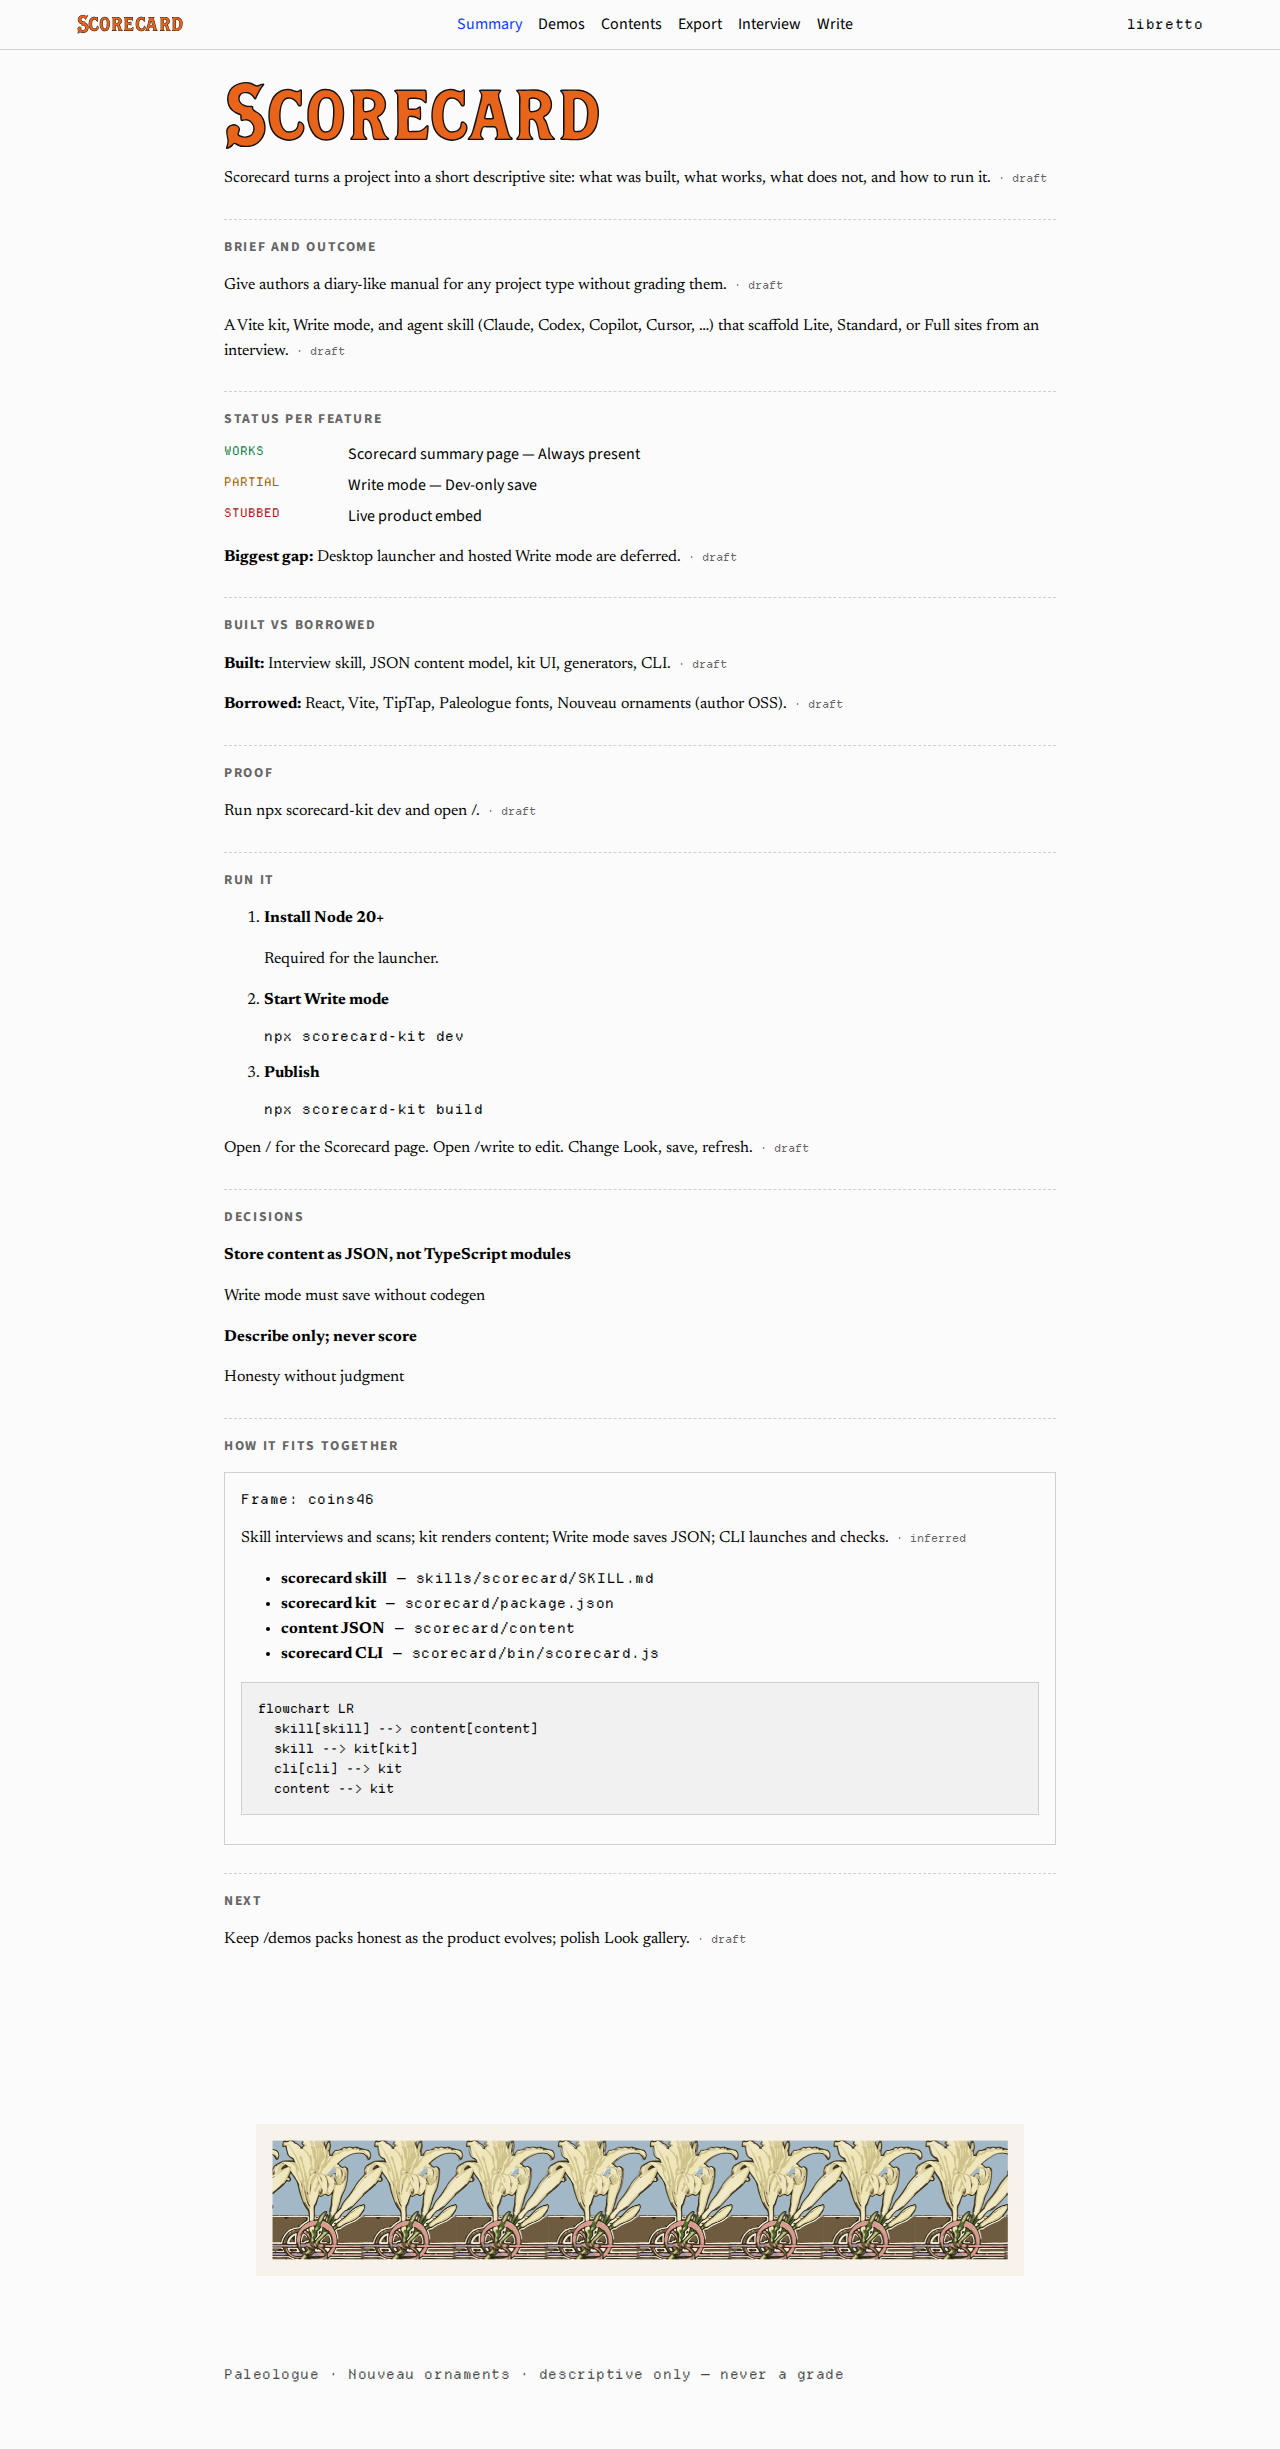 SCORECARD
Summary Demos Contents Export Interview Write
libretto
SCORECARD
Scorecard turns a project into a short descriptive site: what was built, what works, what does not, and how to run it. · draft
BRIEF AND OUTCOME
Give authors a diary-like manual for any project type without grading them. · draft
A Vite kit, Write mode, and agent skill (Claude, Codex, Copilot, Cursor, …) that scaffold Lite, Standard, or Full sites from an
interview. · draft
STATUS PER FEATURE
WORKS Scorecard summary page — Always present
PARTIAL Write mode — Dev-only save
STUBBED Live product embed
Biggest gap: Desktop launcher and hosted Write mode are deferred. · draft
BUILT VS BORROWED
Built: Interview skill, JSON content model, kit UI, generators, CLI. · draft
Borrowed: React, Vite, TipTap, Paleologue fonts, Nouveau ornaments (author OSS). · draft
PROOF
Run npx scorecard-kit dev and open /. · draft
RUN IT
1. Install Node 20+
Required for the launcher.
2. Start Write mode
npx scorecard-kit dev
3. Publish
npx scorecard-kit build
Open / for the Scorecard page. Open /write to edit. Change Look, save, refresh. · draft
DECISIONS
Store content as JSON, not TypeScript modules
Write mode must save without codegen
Describe only; never score
Honesty without judgment
HOW IT FITS TOGETHER
Frame: coins46
Skill interviews and scans; kit renders content; Write mode saves JSON; CLI launches and checks. · inferred
• scorecard skill — skills/scorecard/SKILL.md
• scorecard kit — scorecard/package.json
• content JSON — scorecard/content
• scorecard CLI — scorecard/bin/scorecard.js
flowchart LR
skill[skill] --> content[content]
skill --> kit[kit]
cli[cli] --> kit
content --> kit
NEXT
Keep /demos packs honest as the product evolves; polish Look gallery. · draft
Paleologue · Nouveau ornaments · descriptive only — never a grade